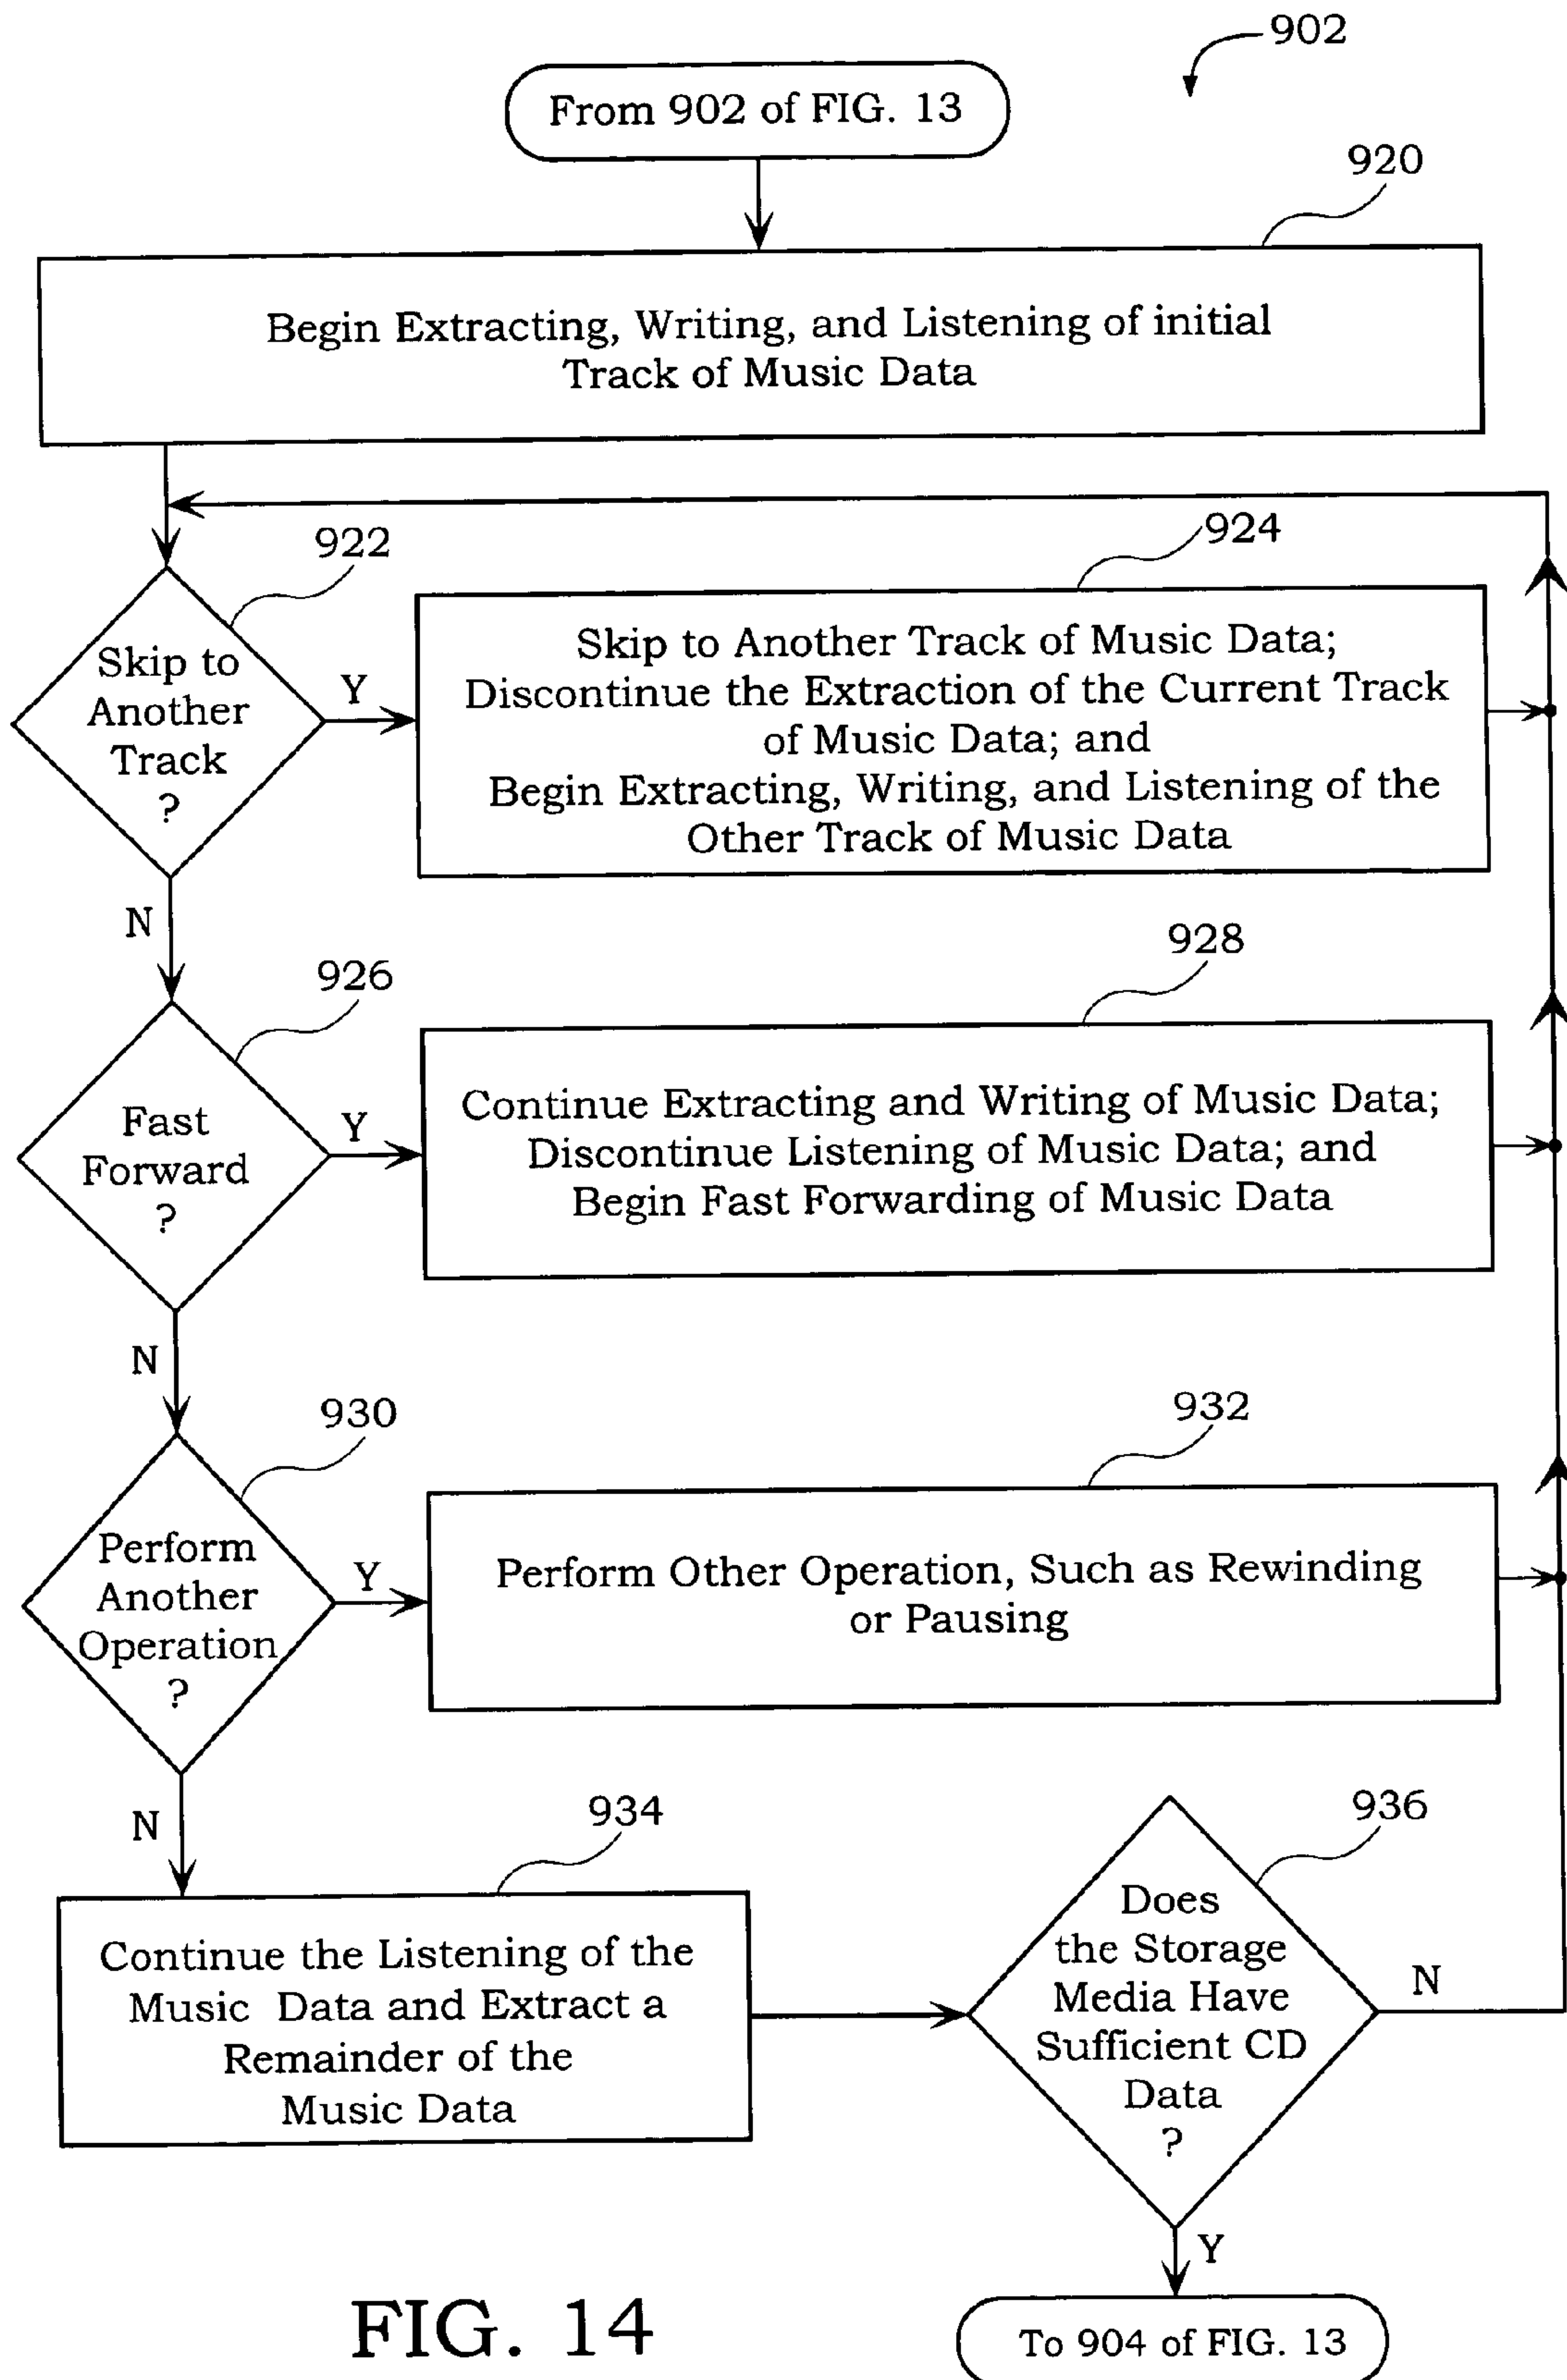 902
From 902 of FIG. 13
920
Begin Extracting, Writing, and Listening of initial
Track of Music Data
922
924
Skip to
Another
Track
?
Y
Skip to Another Track of Music Data;
Discontinue the Extraction of the Current Track
of Music Data; and
Begin Extracting, Writing, and Listening of the
Other Track of Music Data
N
926
928
Fast
Forward
?
Y
Continue Extracting and Writing of Music Data;
Discontinue Listening of Music Data; and
Begin Fast Forwarding of Music Data
N
930
932
Perform
Another
Operation
?
Y
Perform Other Operation, Such as Rewinding
or Pausing
N
934
936
Continue the Listening of the
Music Data and Extract a
Remainder of the
Music Data
Does
the Storage
Media Have
Sufficient CD
Data
?
N
Y
To 904 of FIG. 13
FIG. 14